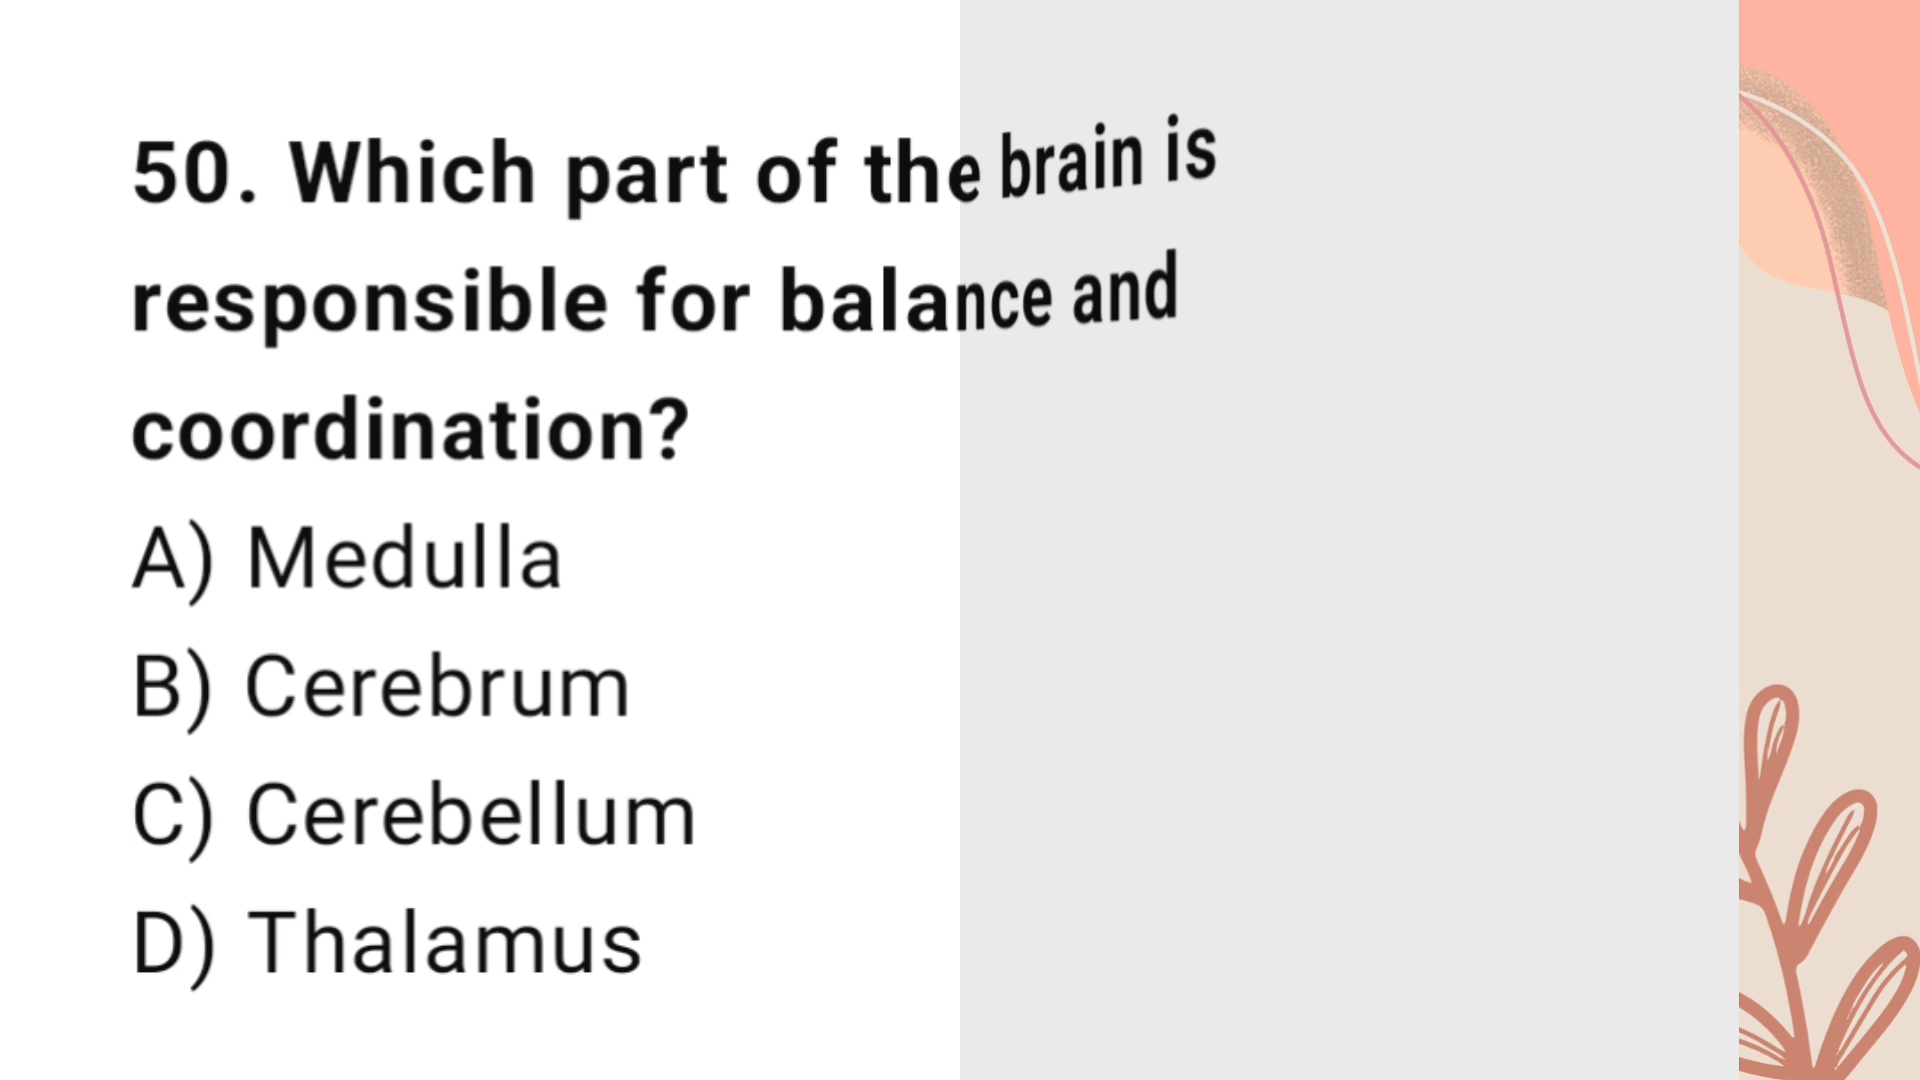 50. Which part of the brain is
responsible for balance and
coordination?
A) Medulla
B) Cerebrum
C) Cerebellum
D) Thalamus